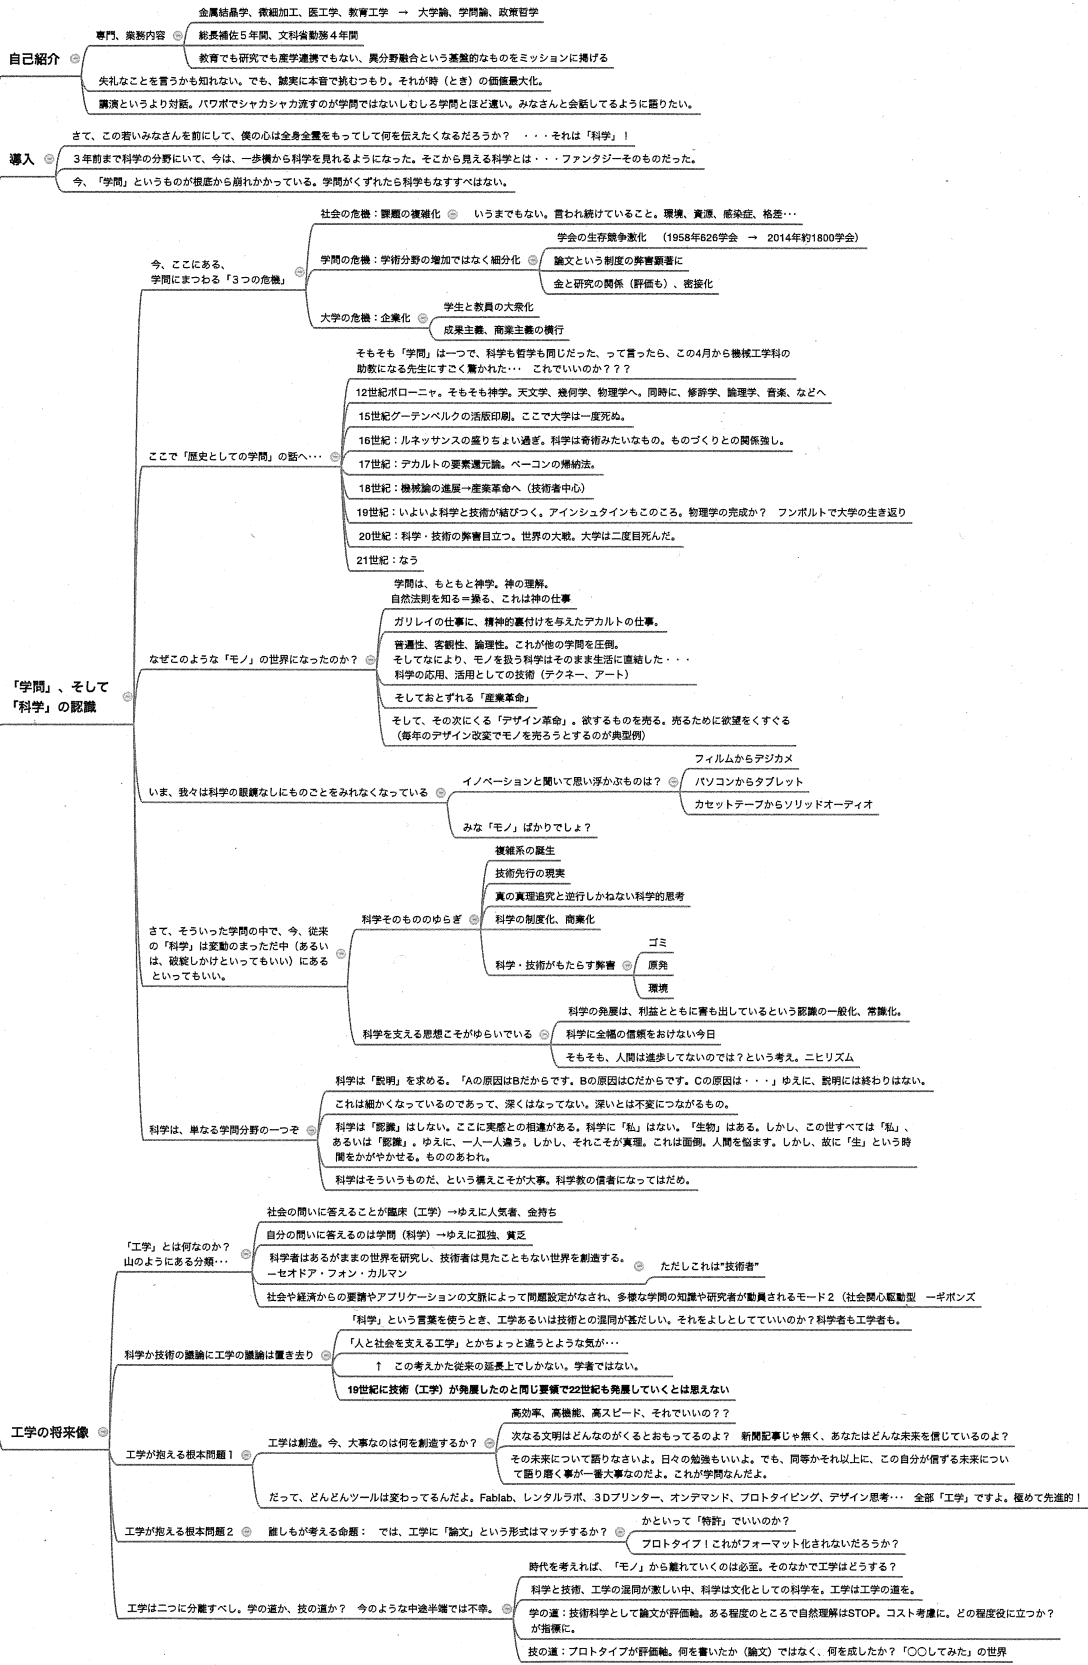 自己紹介
専門、業務内容
金属結晶学、微細加工、医工学、教育工学　→　大学論、学問論、政策哲学
総長補佐５年間、文科省勤務４年間
教育でも研究でも産学連携でもない、異分野融合という基盤的なものをミッションに掲げる
失礼なことを言うかも知れない。でも、誠実に本音で挑むつもり。それが時（とき）の価値最大化。
講演というより対話。パワポでシャカシャカ流すのが学問ではないしむしろ学問とほど遠い。みなさんと会話してるように語りたい。
導入
さて、この若いみなさんを前にして、僕の心は全身全霊をもってして何を伝えたくなるだろうか？　・・・それは「科学」！
３年前まで科学の分野にいて、今は、一歩横から科学を見れるようになった。そこから見える科学とは・・・ファンタジーそのものだった。
今、「学問」というものが根底から崩れかかっている。学問がくずれたら科学もなすすべはない。
「学問」、そして
「科学」の認識
今、ここにある、
学問にまつわる「３つの危機」
社会の危機：課題の複雑化
いうまでもない。言われ続けていること。環境、資源、感染症、格差･･･
学問の危機：学術分野の増加ではなく細分化
学会の生存競争激化　（1958年626学会　→　2014年約1800学会）
論文という制度の弊害顕著に
金と研究の関係（評価も）、密接化
大学の危機：企業化
学生と教員の大衆化
成果主義、商業主義の横行
ここで「歴史としての学問」の話へ･･･
そもそも「学問」は一つで、科学も哲学も同じだった、って言ったら、この4月から機械工学科の
助教になる先生にすごく驚かれた･･･　これでいいのか？？？
12世紀ボローニャ。そもそも神学。天文学、幾何学、物理学へ。同時に、修辞学、論理学、音楽、などへ
15世紀グーテンベルクの活版印刷。ここで大学は一度死ぬ。
16世紀：ルネッサンスの盛りちょい過ぎ。科学は奇術みたいなもの。ものづくりとの関係強し。
17世紀：デカルトの要素還元論。ベーコンの帰納法。
18世紀：機械論の進展→産業革命へ（技術者中心）
19世紀：いよいよ科学と技術が結びつく。アインシュタインもこのころ。物理学の完成か？　フンボルトで大学の生き返り
20世紀：科学・技術の弊害目立つ。世界の大戦。大学は二度目死んだ。
21世紀：なう
なぜこのような「モノ」の世界になったのか？
学問は、もともと神学。神の理解。
自然法則を知る＝操る、これは神の仕事
ガリレイの仕事に、精神的裏付けを与えたデカルトの仕事。
普遍性、客観性、論理性。これが他の学問を圧倒。
そしてなにより、モノを扱う科学はそのまま生活に直結した・・・
科学の応用、活用としての技術（テクネー、アート）
そしておとずれる「産業革命」
そして、その次にくる「デザイン革命」。欲するものを売る。売るために欲望をくすぐる
（毎年のデザイン改変でモノを売ろうとするのが典型例）
いま、我々は科学の眼鏡なしにものごとをみれなくなっている
イノベーションと聞いて思い浮かぶものは？
フィルムからデジカメ
パソコンからタブレット
カセットテープからソリッドオーディオ
みな「モノ」ばかりでしょ？
さて、そういった学問の中で、今、従来
の「科学」は変動のまっただ中（あるい
は、破綻しかけといってもいい）にある
といってもいい。
科学そのもののゆらぎ
複雑系の誕生
技術先行の現実
真の真理追究と逆行しかねない科学的思考
科学の制度化、商業化
科学・技術がもたらす弊害
ゴミ
原発
環境
科学を支える思想こそがゆらいでいる
科学の発展は、利益とともに害も出しているという認識の一般化、常識化。
科学に全幅の信頼をおけない今日
そもそも、人間は進歩してないのでは？という考え。ニヒリズム
科学は、単なる学問分野の一つぞ
科学は「説明」を求める。「Aの原因はBだからです。Bの原因はCだからです。Cの原因は・・・」ゆえに、説明には終わりはない。
これは細かくなっているのであって、深くはなってない。深いとは不変につながるもの。
科学は「認識」はしない。ここに実感との相違がある。科学に「私」はない。「生物」はある。しかし、この世すべては「私」、
あるいは「認識」。ゆえに、一人一人違う。しかし、それこそが真理。これは面倒。人間を悩ます。しかし、故に「生」という時
間をかがやかせる。もののあわれ。
科学はそういうものだ、という構えこそが大事。科学教の信者になってはだめ。
工学の将来像
「工学」とは何なのか？
山のようにある分類･･･
社会の問いに答えることが臨床（工学）→ゆえに人気者、金持ち
自分の問いに答えるのは学問（科学）→ゆえに孤独、貧乏
科学者はあるがままの世界を研究し、技術者は見たこともない世界を創造する。
ーセオドア・フォン・カルマン
ただしこれは"技術者"
社会や経済からの要請やアプリケーションの文脈によって問題設定がなされ、多様な学問の知識や研究者が動員されるモード２（社会関心駆動型　ーギボンズ
科学か技術の議論に工学の議論は置き去り
「科学」という言葉を使うとき、工学あるいは技術との混同が甚だしい。それをよしとしてていいのか？科学者も工学者も。
「人と社会を支える工学」とかちょっと違うとような気が･･･
↑　この考えかた従来の延長上でしかない。学者ではない。
19世紀に技術（工学）が発展したのと同じ要領で22世紀も発展していくとは思えない
工学が抱える根本問題１
工学は創造。今、大事なのは何を創造するか？
高効率、高機能、高スピード、それでいいの？？
次なる文明はどんなのがくるとおもってるのよ？　新聞記事じゃ無く、あなたはどんな未来を信じているのよ？
その未来について語りなさいよ。日々の勉強もいいよ。でも、同等かそれ以上に、この自分が信ずる未来につい
て語り磨く事が一番大事なのだよ。これが学問なんだよ。
だって、どんどんツールは変わってるんだよ。Fablab、レンタルラボ、３Dプリンター、オンデマンド、プロトタイピング、デザイン思考･･･　全部「工学」ですよ。極めて先進的！
工学が抱える根本問題２
誰しもが考える命題：　では、工学に「論文」という形式はマッチするか？
かといって「特許」でいいのか？
プロトタイプ！これがフォーマット化されないだろうか？
工学は二つに分離すべし。学の道か、技の道か？　今のような中途半端では不幸。
時代を考えれば、「モノ」から離れていくのは必至。そのなかで工学はどうする？
科学と技術、工学の混同が激しい中、科学は文化としての科学を。工学は工学の道を。
学の道：技術科学として論文が評価軸。ある程度のところで自然理解はSTOP。コスト考慮に。どの程度役に立つか？
が指標に。
技の道：プロトタイプが評価軸。何を書いたか（論文）ではなく、何を成したか？「○○してみた」の世界